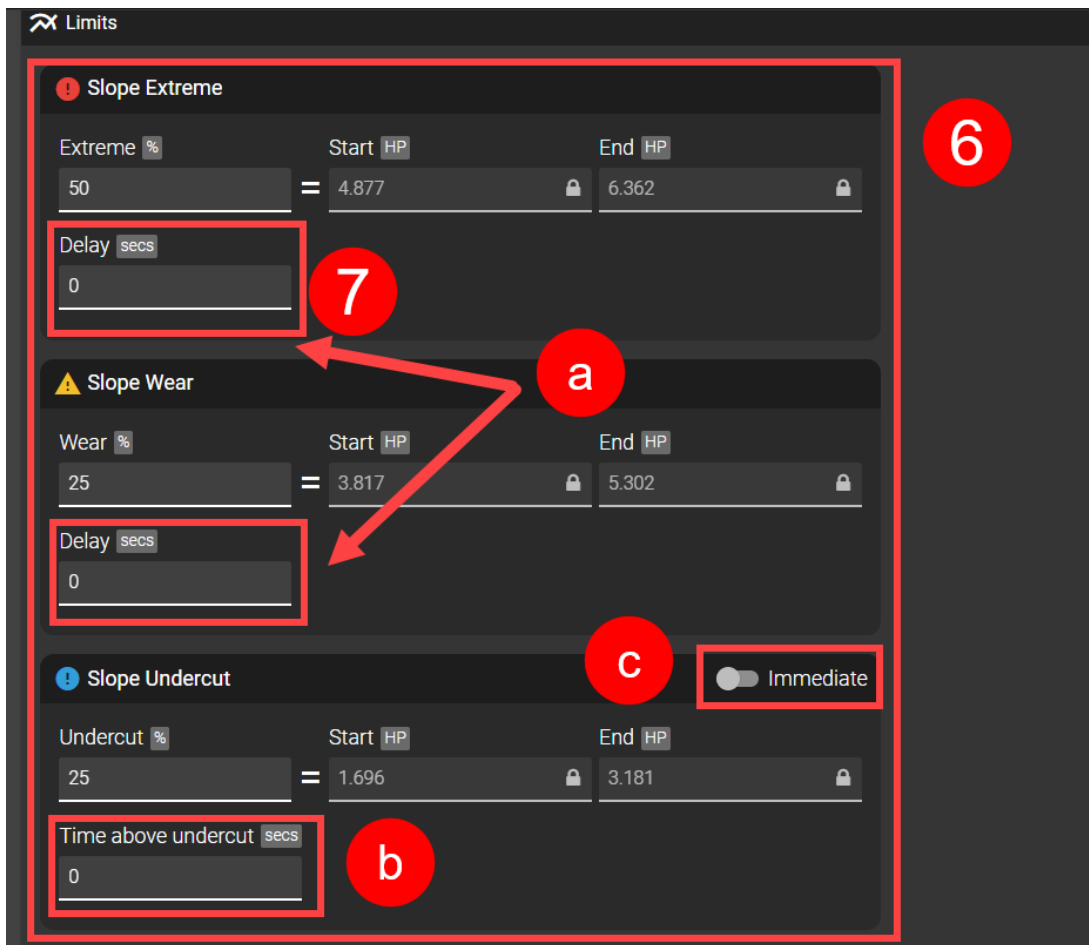 Limits
Slope Extreme
6
Extreme % Start HP End HP
50 = 4.877 6.362
Delay secs
0
7
a
Slope Wear
Wear % Start HP End HP
25 = 3.817 5.302
Delay secs
0
c
Slope Undercut Immediate
Undercut % Start HP End HP
25 = 1.696 3.181
Time above undercut secs
0
b